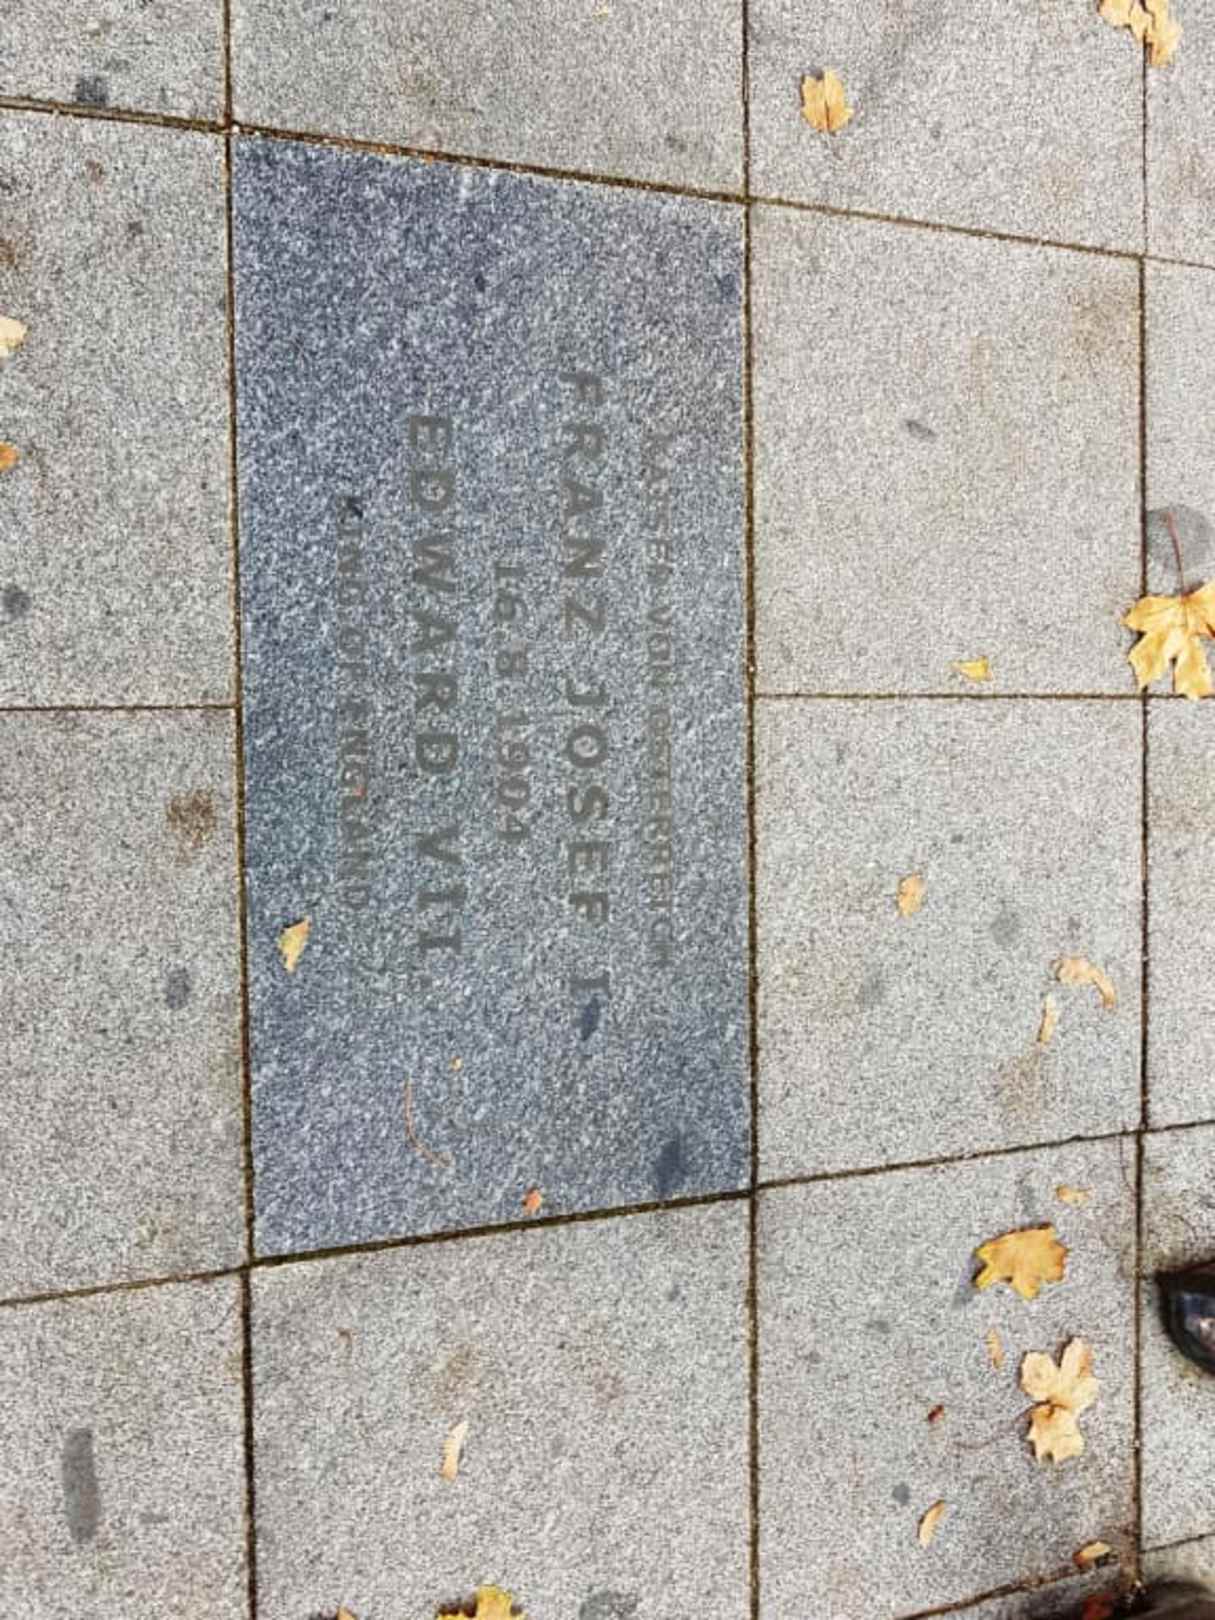 KAISER VON ÖSTERREICH
FRANZ JOSEF I
16.8.1904
EDWARD VII.
KING OF ENGLAND